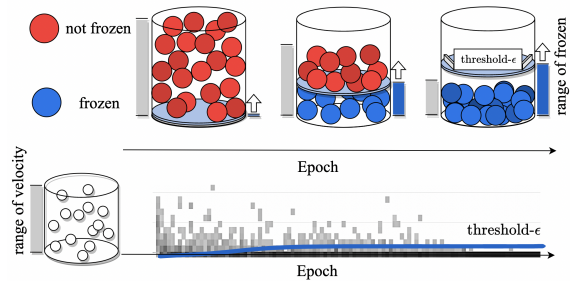 not frozen
frozen
threshold-ϵ
range of frozen
Epoch
range of velocity
threshold-ϵ
Epoch